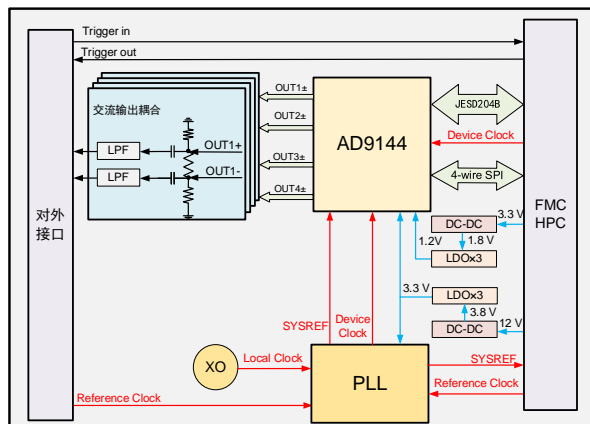 Trigger in
Trigger out
交流输出耦合
OUT1+
OUT1-
LPF
LPF
OUT1±
OUT2±
OUT3±
OUT4±
AD9144
JESD204B
Device Clock
4-wire SPI
对外
接口
FMC
HPC
3.3 V
DC-DC
1.2V
1.8 V
LDO×3
3.3 V
LDO×3
3.8 V
DC-DC
12 V
SYSREF
Device
Clock
XO
Local Clock
PLL
SYSREF
Reference Clock
Reference Clock